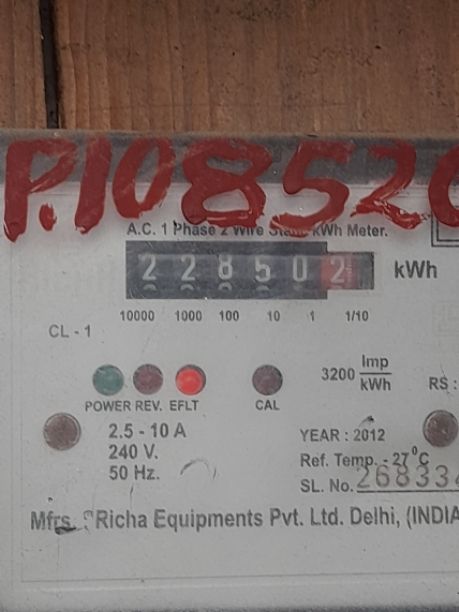 P.108520
A.C. 1 Phase 2 Wire Static kWh Meter.
2 2 8 5 0 2 kWh
10000 1000 100 10 1 1/10
CL - 1
3200 Imp/kWh
RS :
POWER REV. EFLT CAL
2.5 - 10 A
240 V.
50 Hz.
YEAR : 2012
Ref. Temp. - 27°C
SL. No. 268334
Mfrs. Richa Equipments Pvt. Ltd. Delhi, (INDIA